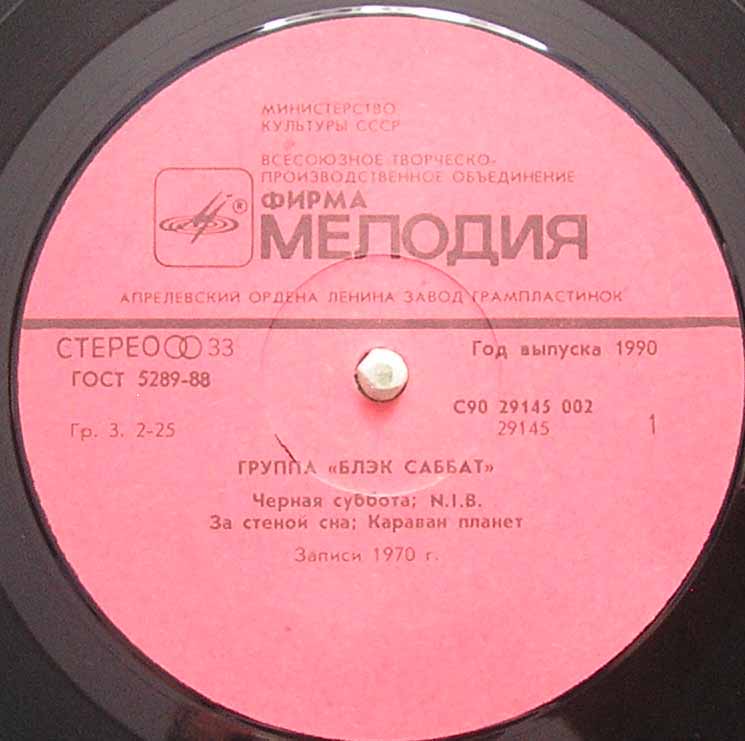 МИНИСТЕРСТВО
КУЛЬТУРЫ СССР
ВСЕСОЮЗНОЕ ТВОРЧЕСКО-
ПРОИЗВОДСТВЕННОЕ ОБЪЕДИНЕНИЕ
®
ФИРМА
МЕЛОДИЯ
АПРЕЛЕВСКИЙ ОРДЕНА ЛЕНИНА ЗАВОД ГРАМПЛАСТИНОК
СТЕРЕО 33
Год выпуска 1990
ГОСТ 5289-88
С90 29145 002
Гр. 3. 2-25
29145
1
ГРУППА «БЛЭК САББАТ»
Черная суббота; N.I.B.
За стеной сна; Караван планет
Записи 1970 г.